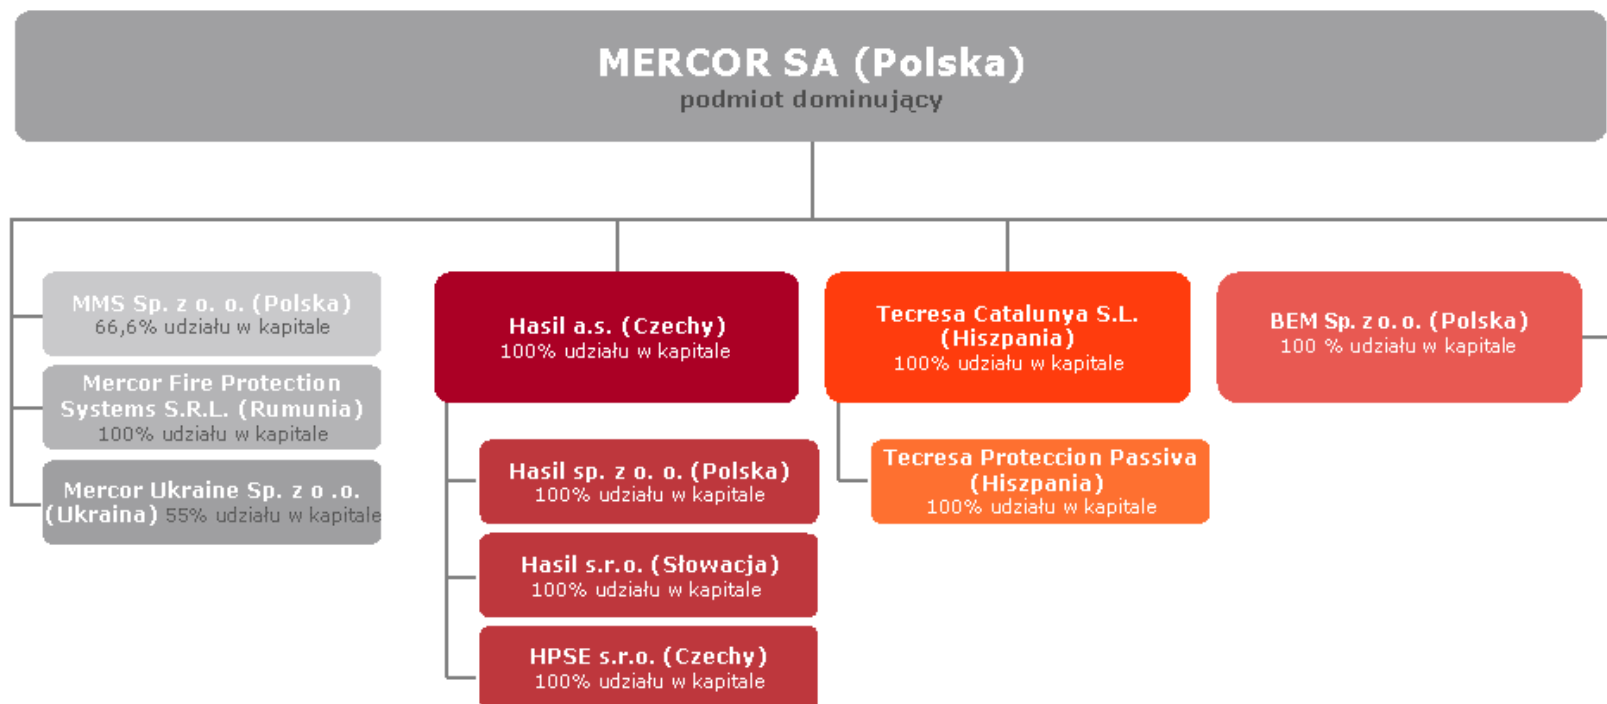 MERCOR SA (Polska)
podmiot dominujący
MMS Sp. z o. o. (Polska)
66,6% udziału w kapitale
Mercor Fire Protection
Systems S.R.L. (Rumunia)
100% udziału w kapitale
Mercor Ukraine Sp. z o .o.
(Ukraina) 55% udziału w kapitale
Hasil a.s. (Czechy)
100% udziału w kapitale
Hasil sp. z o. o. (Polska)
100% udziału w kapitale
Hasil s.r.o. (Słowacja)
100% udziału w kapitale
HPSE s.r.o. (Czechy)
100% udziału w kapitale
Tecresa Catalunya S.L.
(Hiszpania)
100% udziału w kapitale
Tecresa Proteccion Passiva
(Hiszpania)
100% udziału w kapitale
BEM Sp. z o. o. (Polska)
100 % udziału w kapitale